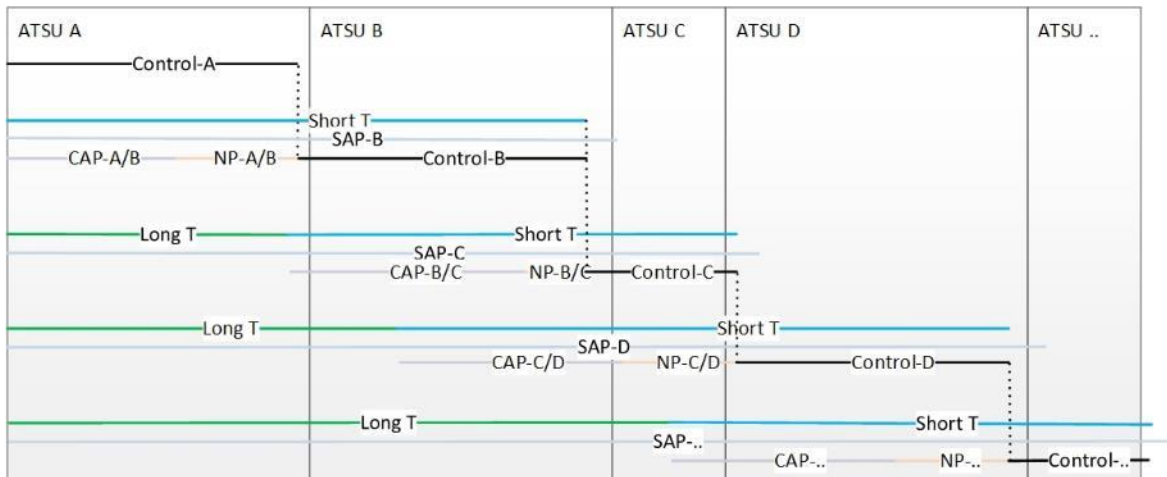 ATSU A ATSU B ATSU C ATSU D ATSU ..
Control-A
Short T
SAP-B
CAP-A/B NP-A/B Control-B
Long T Short T
SAP-C
CAP-B/C NP-B/C Control-C
Long T Short T
SAP-D
CAP-C/D NP-C/D Control-D
Long T Short T
SAP-..
CAP-.. NP-.. Control-..